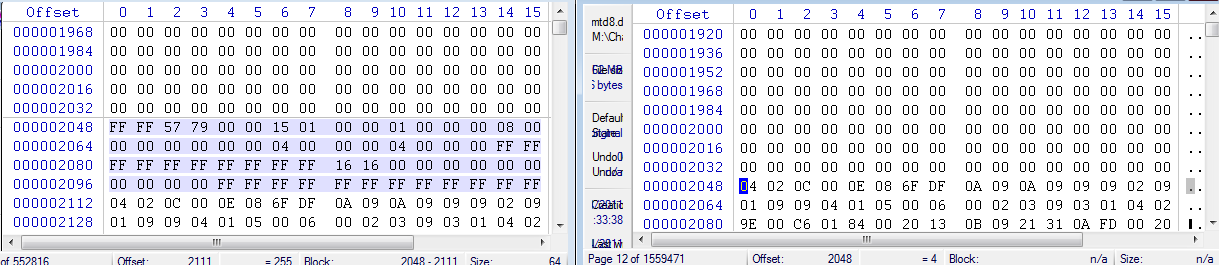 Offset 0 1 2 3 4 5 6 7 8 9 10 11 12 13 14 15
000001968 00 00 00 00 00 00 00 00 00 00 00 00 00 00 00 00
000001984 00 00 00 00 00 00 00 00 00 00 00 00 00 00 00 00
000002000 00 00 00 00 00 00 00 00 00 00 00 00 00 00 00 00
000002016 00 00 00 00 00 00 00 00 00 00 00 00 00 00 00 00
000002032 00 00 00 00 00 00 00 00 00 00 00 00 00 00 00 00
000002048 FF FF 57 79 00 00 15 01 00 00 01 00 00 00 08 00
000002064 00 00 00 00 00 00 04 00 00 00 04 00 00 00 FF FF
000002080 FF FF FF FF FF FF FF FF 16 16 00 00 00 00 00 00
000002096 00 00 00 00 FF FF FF FF FF FF FF FF FF FF FF FF
000002112 04 02 0C 00 0E 08 6F DF 0A 09 0A 09 09 09 02 09
000002128 01 09 09 04 01 05 00 06 00 02 03 09 03 01 04 02
of 552816 Offset: 2111 = 255 Block: 2048 - 2111 Size: 64
mtd8.d
M:\Cha
bytes
Defaul
Undo0
:33:38
Offset 0 1 2 3 4 5 6 7 8 9 10 11 12 13 14 15
000001920 00 00 00 00 00 00 00 00 00 00 00 00 00 00 00 00 ..
000001936 00 00 00 00 00 00 00 00 00 00 00 00 00 00 00 00 ..
000001952 00 00 00 00 00 00 00 00 00 00 00 00 00 00 00 00 ..
000001968 00 00 00 00 00 00 00 00 00 00 00 00 00 00 00 00 ..
000001984 00 00 00 00 00 00 00 00 00 00 00 00 00 00 00 00 ..
000002000 00 00 00 00 00 00 00 00 00 00 00 00 00 00 00 00 ..
000002016 00 00 00 00 00 00 00 00 00 00 00 00 00 00 00 00 ..
000002032 00 00 00 00 00 00 00 00 00 00 00 00 00 00 00 00 ..
000002048 04 02 0C 00 0E 08 6F DF 0A 09 0A 09 09 09 02 09 ..
000002064 01 09 09 04 01 05 00 06 00 02 03 09 03 01 04 02 ..
000002080 9E 00 C6 01 84 00 20 13 0B 09 21 31 0A FD 00 20
Page 12 of 1559471 Offset: 2048 = 4 Block: n/a Size: n/a